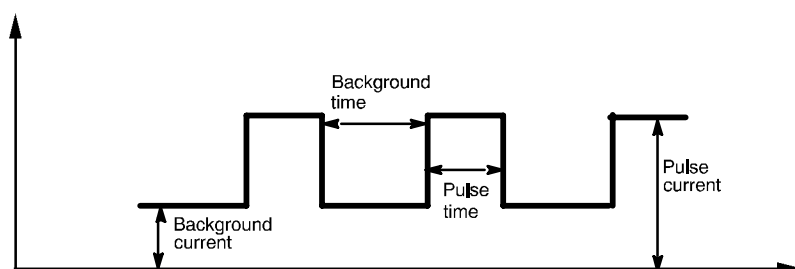 Background
time
Pulse
time
Pulse
current
Background
current